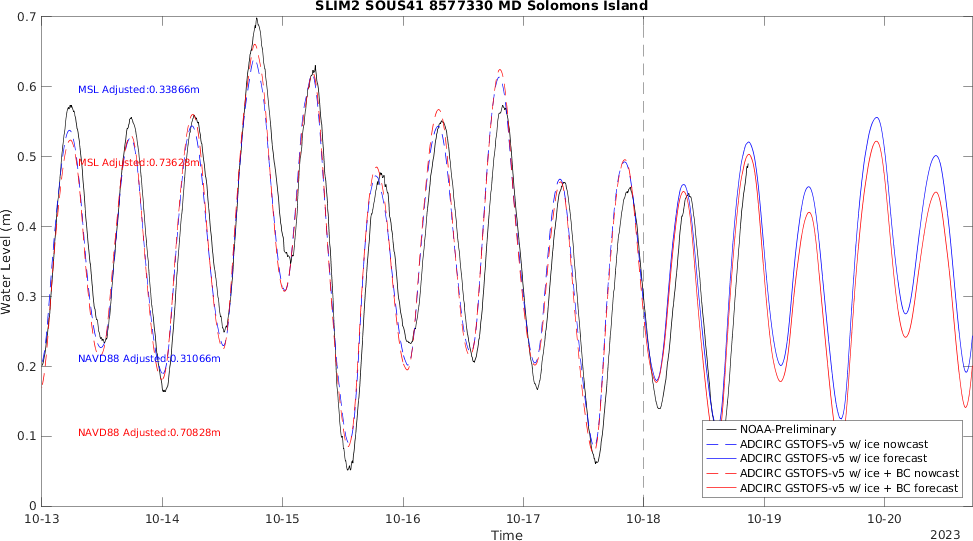 SLIM2 SOUS41 8577330 MD Solomons Island
0.7
0.6
0.5
0.4
0.3
0.2
0.1
0
Water Level (m)
MSL Adjusted:0.33866m
MSL Adjusted:0.73628m
NAVD88 Adjusted:0.31066m
NAVD88 Adjusted:0.70828m
NOAA-Preliminary
ADCIRC GSTOFS-v5 w/ ice nowcast
ADCIRC GSTOFS-v5 w/ ice forecast
ADCIRC GSTOFS-v5 w/ ice + BC nowcast
ADCIRC GSTOFS-v5 w/ ice + BC forecast
10-13 10-14 10-15 10-16 10-17 10-18 10-19 10-20
Time
2023